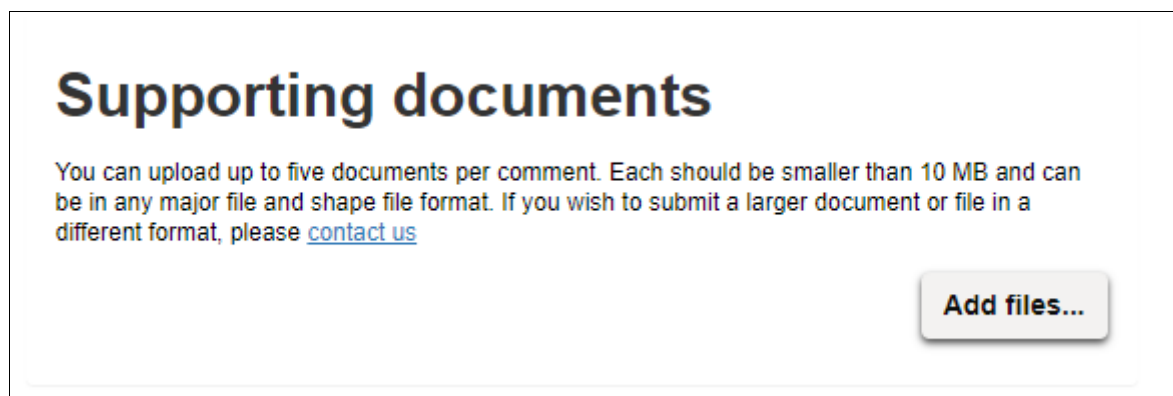 Supporting documents
You can upload up to five documents per comment. Each should be smaller than 10 MB and can
be in any major file and shape file format. If you wish to submit a larger document or file in a
different format, please contact us
Add files...